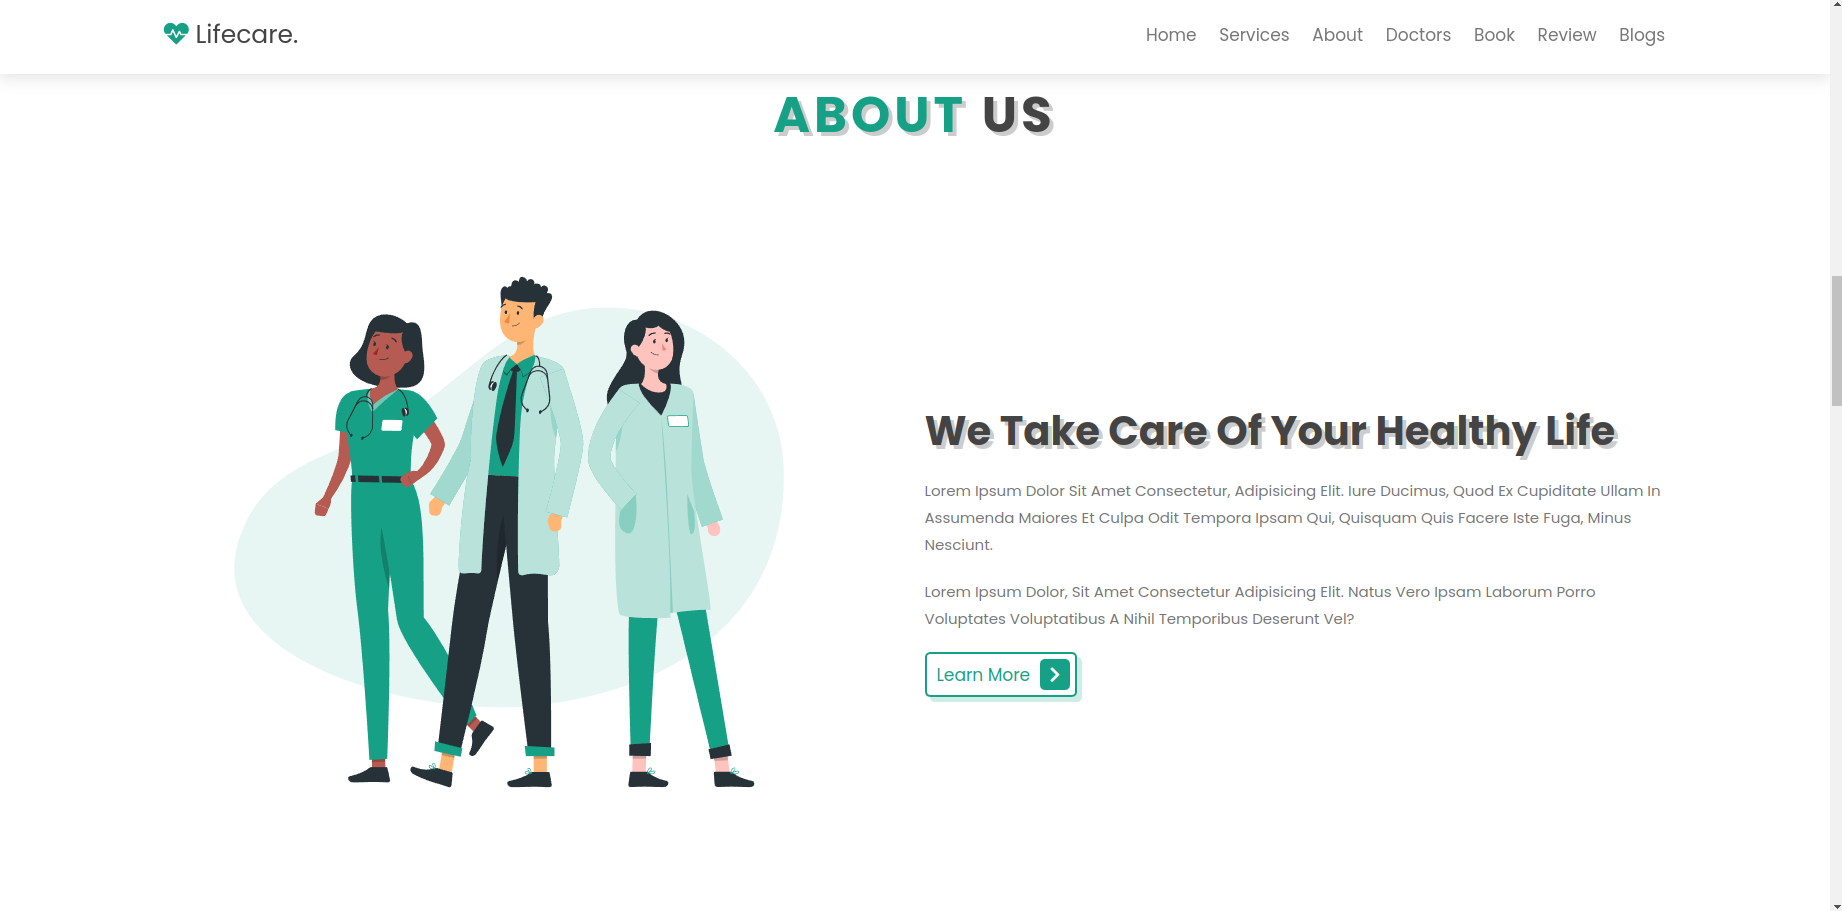 Lifecare.
Home Services About Doctors Book Review Blogs
ABOUT US
We Take Care Of Your Healthy Life
Lorem Ipsum Dolor Sit Amet Consectetur, Adipisicing Elit. Iure Ducimus, Quod Ex Cupiditate Ullam In
Assumenda Maiores Et Culpa Odit Tempora Ipsam Qui, Quisquam Quis Facere Iste Fuga, Minus
Nesciunt.
Lorem Ipsum Dolor, Sit Amet Consectetur Adipisicing Elit. Natus Vero Ipsam Laborum Porro
Voluptates Voluptatibus A Nihil Temporibus Deserunt Vel?
Learn More